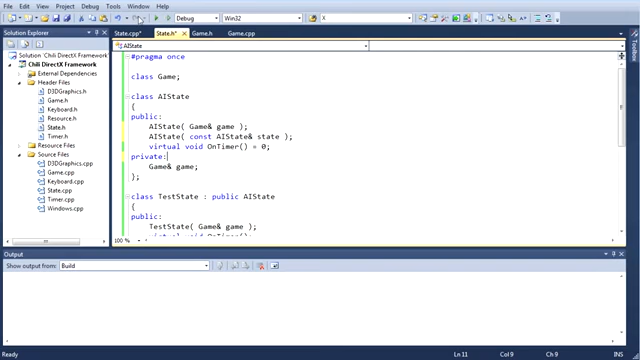 File Edit View Project Debug Tools Window Help
Debug Win32 X
Solution Explorer
State.cpp* State.h* Game.h Game.cpp
AIState
Solution 'Chili DirectX Framework'
Chili DirectX Framework
External Dependencies
Header Files
D3DGraphics.h
Game.h
Keyboard.h
Resource.h
State.h
Timer.h
Resource Files
Source Files
D3DGraphics.cpp
Game.cpp
Keyboard.cpp
State.cpp
Timer.cpp
Windows.cpp
#pragma once
class Game;
class AIState
{
public:
AIState( Game& game );
AIState( const AIState& state );
virtual void OnTimer() = 0;
private:
Game& game;
};
class TestState : public AIState
{
public:
TestState( Game& game );
virtual void OnTimer();
100 %
Output
Show output from: Build
Ready Ln 11 Col 9 Ch 9 INS